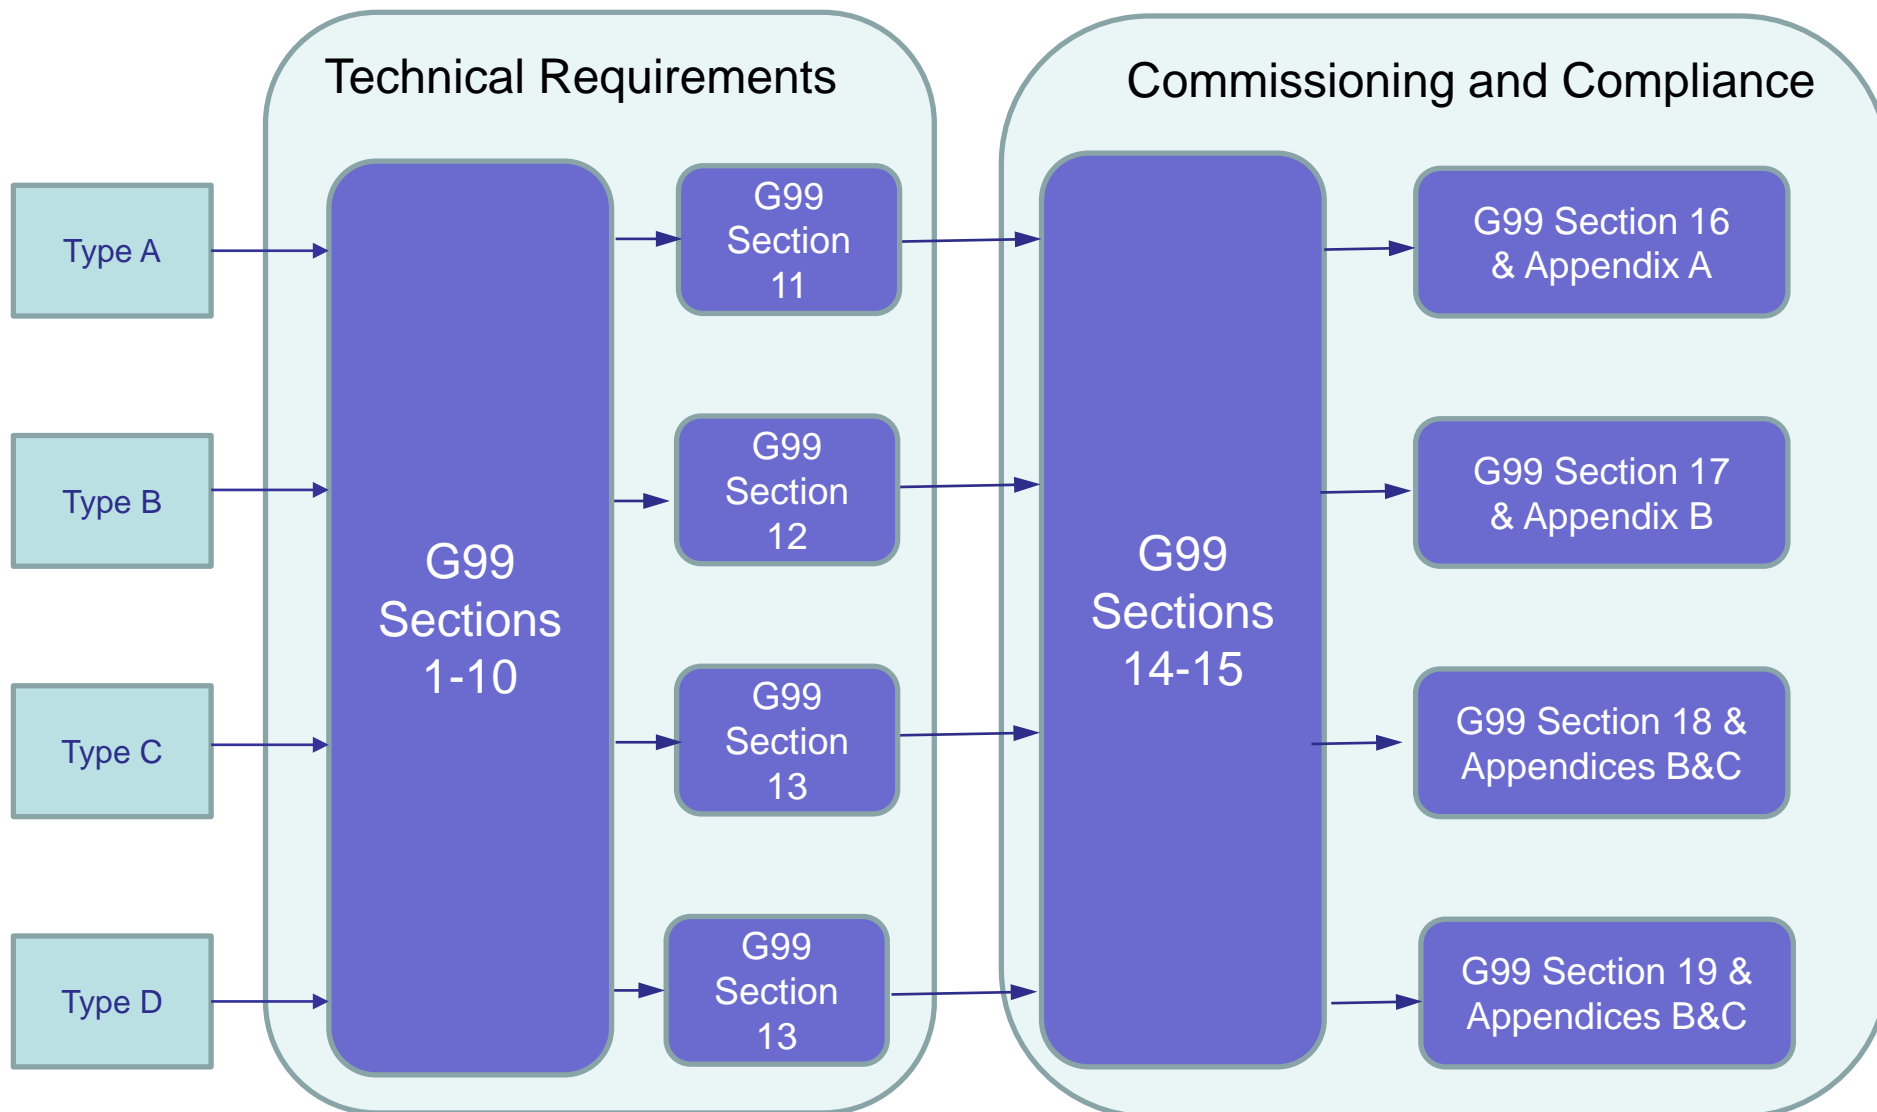 Technical Requirements
Commissioning and Compliance
Type A
Type B
Type C
Type D
G99
Sections
1-10
G99
Section
11
G99
Section
12
G99
Section
13
G99
Section
13
G99
Sections
14-15
G99 Section 16
& Appendix A
G99 Section 17
& Appendix B
G99 Section 18 &
Appendices B&C
G99 Section 19 &
Appendices B&C